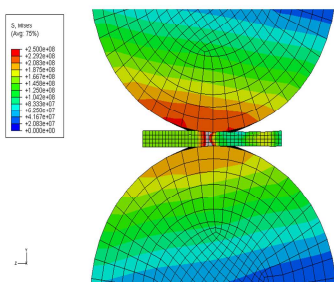 S, Mises
(Avg: 75%)
+2.500e+08
+2.292e+08
+2.083e+08
+1.875e+08
+1.667e+08
+1.458e+08
+1.250e+08
+1.042e+08
+8.333e+07
+6.250e+07
+4.167e+07
+2.083e+07
+0.000e+00
Y
Z